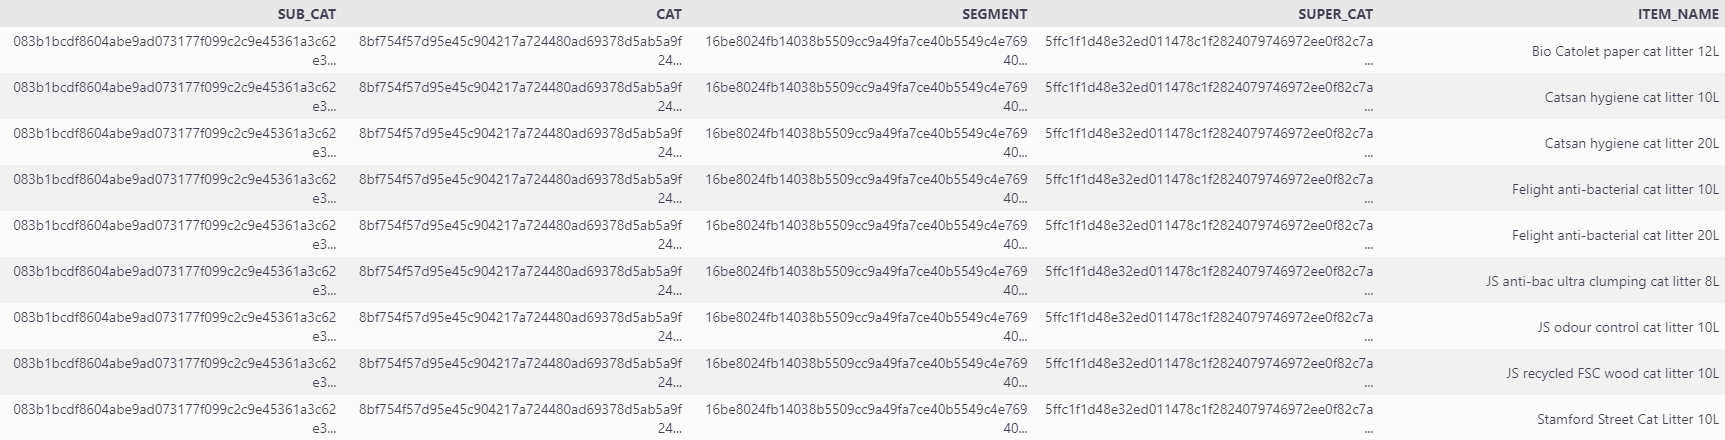 SUB_CAT CAT SEGMENT SUPER_CAT ITEM_NAME
083b1bcdf8604abe9ad073177f099c2c9e45361a3c62 8bf754f57d95e45c904217a724480ad69378d5ab5a9f 16be8024fb14038b5509cc9a49fa7ce40b5549c4e769 5ffc1f1d48e32ed011478c1f2824079746972ee0f82c7a Bio Catolet paper cat litter 12L
e3... 24... 40... ...
083b1bcdf8604abe9ad073177f099c2c9e45361a3c62 8bf754f57d95e45c904217a724480ad69378d5ab5a9f 16be8024fb14038b5509cc9a49fa7ce40b5549c4e769 5ffc1f1d48e32ed011478c1f2824079746972ee0f82c7a Catsan hygiene cat litter 10L
e3... 24... 40... ...
083b1bcdf8604abe9ad073177f099c2c9e45361a3c62 8bf754f57d95e45c904217a724480ad69378d5ab5a9f 16be8024fb14038b5509cc9a49fa7ce40b5549c4e769 5ffc1f1d48e32ed011478c1f2824079746972ee0f82c7a Catsan hygiene cat litter 20L
e3... 24... 40... ...
083b1bcdf8604abe9ad073177f099c2c9e45361a3c62 8bf754f57d95e45c904217a724480ad69378d5ab5a9f 16be8024fb14038b5509cc9a49fa7ce40b5549c4e769 5ffc1f1d48e32ed011478c1f2824079746972ee0f82c7a Felight anti-bacterial cat litter 10L
e3... 24... 40... ...
083b1bcdf8604abe9ad073177f099c2c9e45361a3c62 8bf754f57d95e45c904217a724480ad69378d5ab5a9f 16be8024fb14038b5509cc9a49fa7ce40b5549c4e769 5ffc1f1d48e32ed011478c1f2824079746972ee0f82c7a Felight anti-bacterial cat litter 20L
e3... 24... 40... ...
083b1bcdf8604abe9ad073177f099c2c9e45361a3c62 8bf754f57d95e45c904217a724480ad69378d5ab5a9f 16be8024fb14038b5509cc9a49fa7ce40b5549c4e769 5ffc1f1d48e32ed011478c1f2824079746972ee0f82c7a JS anti-bac ultra clumping cat litter 8L
e3... 24... 40... ...
083b1bcdf8604abe9ad073177f099c2c9e45361a3c62 8bf754f57d95e45c904217a724480ad69378d5ab5a9f 16be8024fb14038b5509cc9a49fa7ce40b5549c4e769 5ffc1f1d48e32ed011478c1f2824079746972ee0f82c7a JS odour control cat litter 10L
e3... 24... 40... ...
083b1bcdf8604abe9ad073177f099c2c9e45361a3c62 8bf754f57d95e45c904217a724480ad69378d5ab5a9f 16be8024fb14038b5509cc9a49fa7ce40b5549c4e769 5ffc1f1d48e32ed011478c1f2824079746972ee0f82c7a JS recycled FSC wood cat litter 10L
e3... 24... 40... ...
083b1bcdf8604abe9ad073177f099c2c9e45361a3c62 8bf754f57d95e45c904217a724480ad69378d5ab5a9f 16be8024fb14038b5509cc9a49fa7ce40b5549c4e769 5ffc1f1d48e32ed011478c1f2824079746972ee0f82c7a Stamford Street Cat Litter 10L
e3... 24... 40... ...